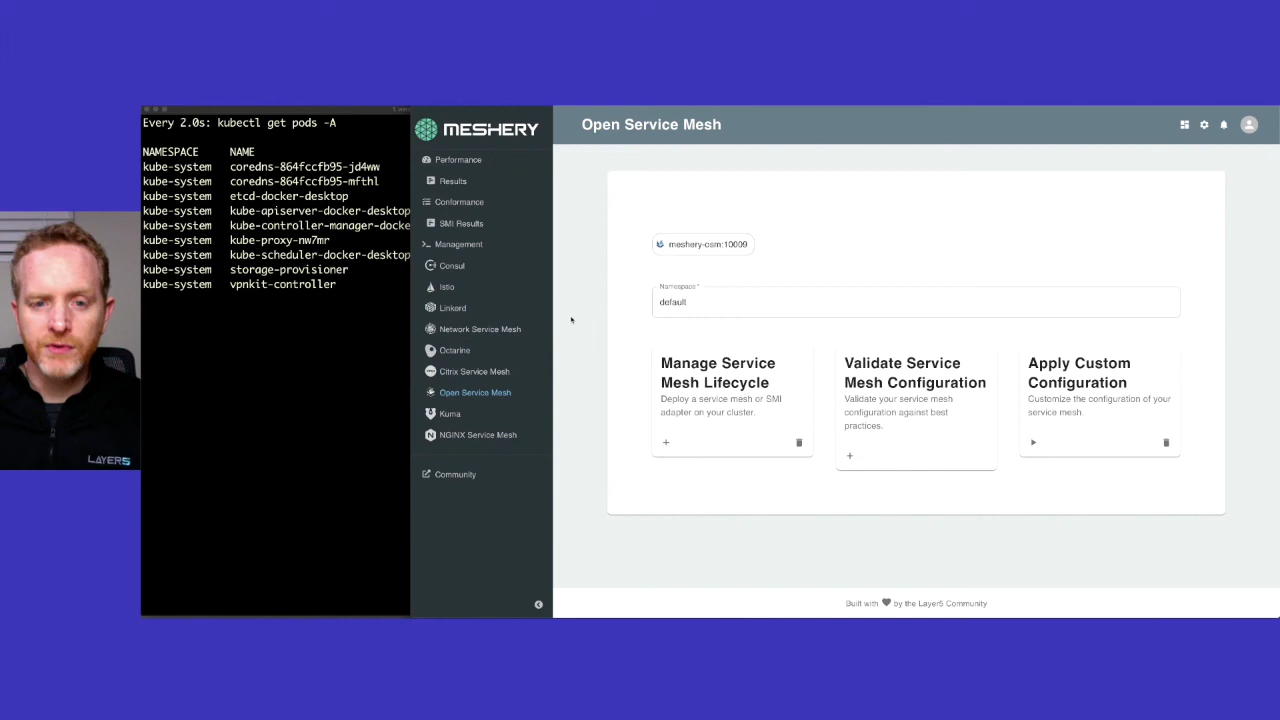 Every 2.0s: kubectl get pods -A
NAMESPACE NAME
kube-system coredns-864fccfb95-jd4ww
kube-system coredns-864fccfb95-mfthl
kube-system etcd-docker-desktop
kube-system kube-apiserver-docker-desktop
kube-system kube-controller-manager-docke
kube-system kube-proxy-nw7mr
kube-system kube-scheduler-docker-desktop
kube-system storage-provisioner
kube-system vpnkit-controller
LAYER5
MESHERY
Performance
Results
Conformance
SMI Results
Management
Consul
Istio
Linkerd
Network Service Mesh
Octarine
Citrix Service Mesh
Open Service Mesh
Kuma
NGINX Service Mesh
Community
Open Service Mesh
meshery-osm:10009
Namespace *
default
Manage Service
Mesh Lifecycle
Deploy a service mesh or SMI
adapter on your cluster.
Validate Service
Mesh Configuration
Validate your service mesh
configuration against best
practices.
Apply Custom
Configuration
Customize the configuration of your
service mesh.
Built with ♥ by the Layer5 Community